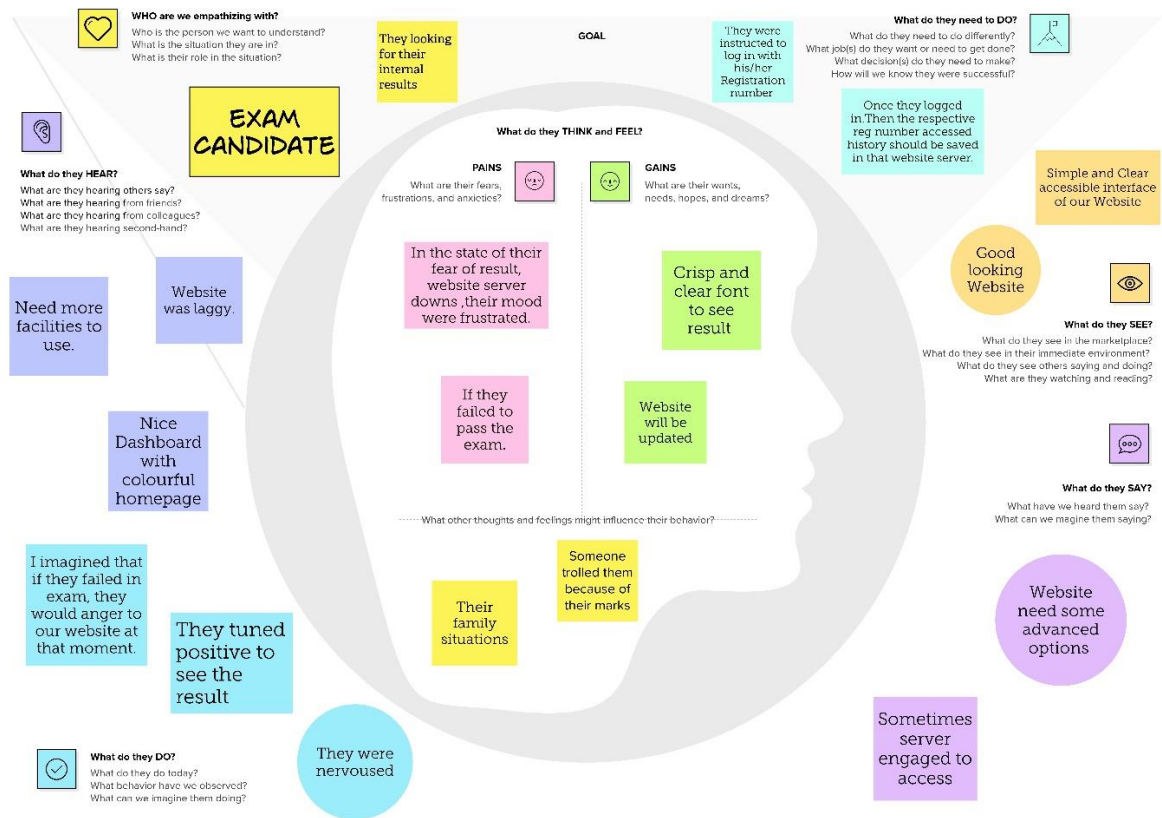 WHO are we empathizing with?
Who is the person we want to understand?
What is the situation they are in?
What is their role in the situation?
EXAM
CANDIDATE
They looking
for their
internal
results
GOAL
They were
instructed to
log in with
his/her
Registration
number
What do they need to DO?
What do they need to do differently?
What job(s) do they want or need to get done?
What decision(s) do they need to make?
How will we know they were successful?
Once they logged
in.Then the respective
reg number accessed
history should be saved
in that website server.
What do they HEAR?
What are they hearing others say?
What are they hearing from friends?
What are they hearing from colleagues?
What are they hearing second-hand?
Need more
facilities to
use.
Website
was laggy.
Nice
Dashboard
with
colourful
homepage
What do they THINK and FEEL?
PAINS
What are their fears,
frustrations, and anxieties?
GAINS
What are their wants,
needs, hopes, and dreams?
In the state of their
fear of result,
website server
downs ,their mood
were frustrated.
If they
failed to
pass the
exam.
Crisp and
clear font
to see
result
Website
will be
updated
What other thoughts and feelings might influence their behavior?
Their
family
situations
Someone
trolled them
because of
their marks
Simple and Clear
accessible interface
of our Website
Good
looking
Website
What do they SEE?
What do they see in the marketplace?
What do they see in their immediate environment?
What do they see others saying and doing?
What are they watching and reading?
What do they SAY?
What have we heard them say?
What can we magine them saying?
Website
need some
advanced
options
Sometimes
server
engaged to
access
I imagined that
if they failed in
exam, they
would anger to
our website at
that moment.
They tuned
positive to
see the
result
They were
nervoused
What do they DO?
What do they do today?
What behavior have we observed?
What can we imagine them doing?